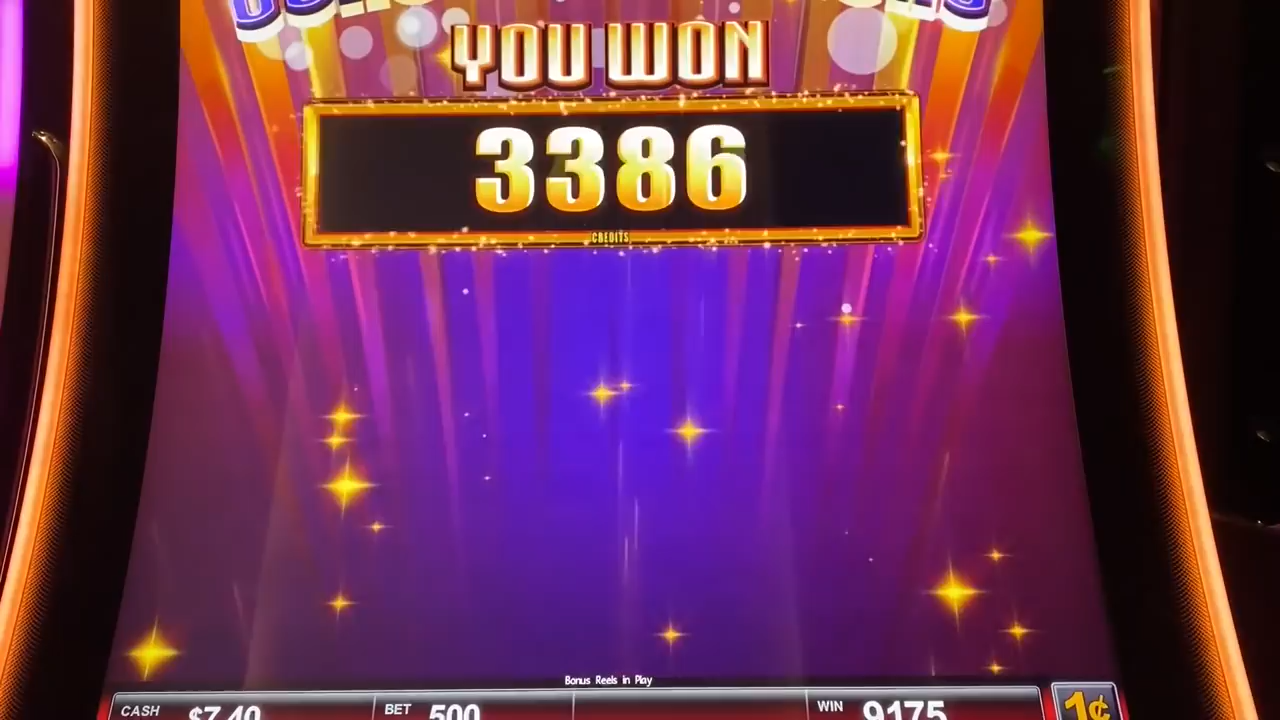 YOU WON
3386
CREDITS
Bonus Reels in Play
CASH $7.40 BET 500 WIN 9175 1¢